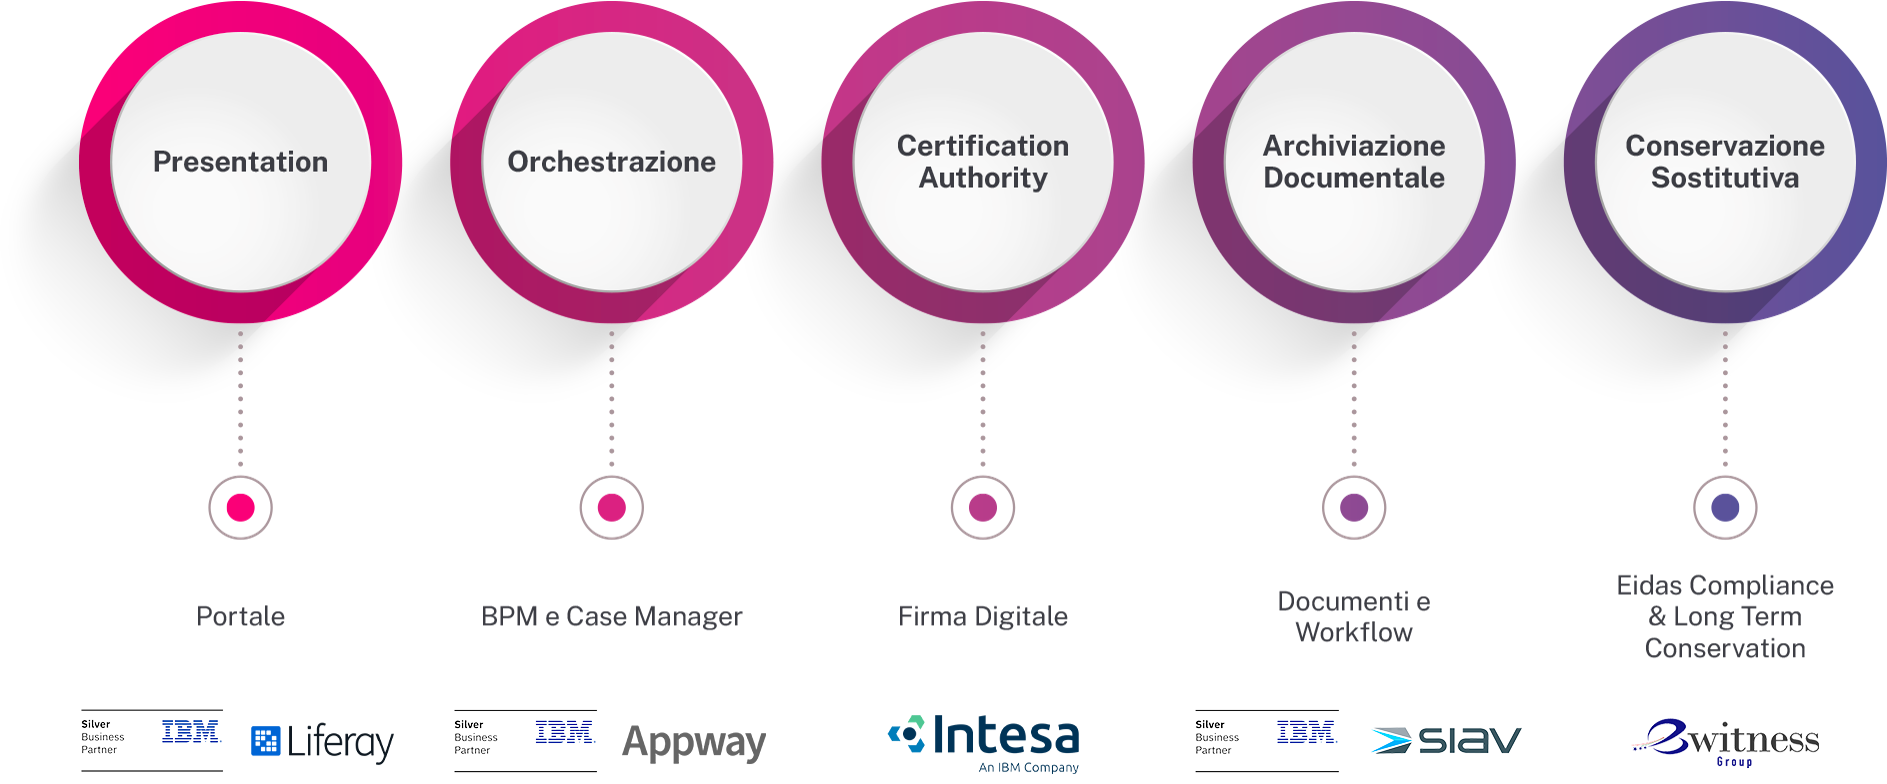 Presentation
Orchestrazione
Certification
Authority
Archiviazione
Documentale
Conservazione
Sostitutiva
Portale
BPM e Case Manager
Firma Digitale
Documenti e
Workflow
Eidas Compliance
& Long Term
Conservation
Silver
Business
Partner
IBM.
Liferay
Silver
Business
Partner
IBM.
Appway
Intesa
An IBM Company
Silver
Business
Partner
IBM.
SIAV
ewitness
Group